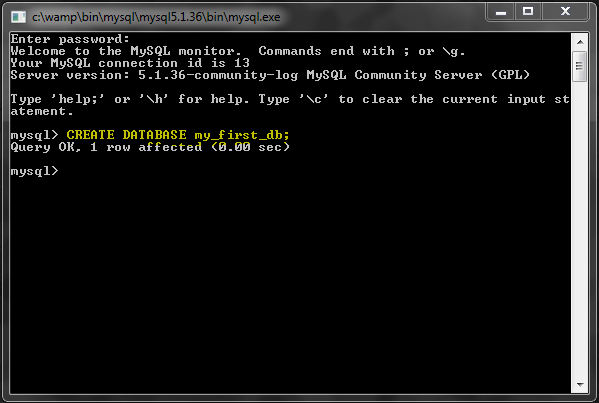 c:\wamp\bin\mysql\mysql5.1.36\bin\mysql.exe
Enter password:
Welcome to the MySQL monitor.  Commands end with ; or \g.
Your MySQL connection id is 13
Server version: 5.1.36-community-log MySQL Community Server (GPL)
Type 'help;' or '\h' for help. Type '\c' to clear the current input st
atement.
mysql> CREATE DATABASE my_first_db;
Query OK, 1 row affected (0.00 sec)
mysql>